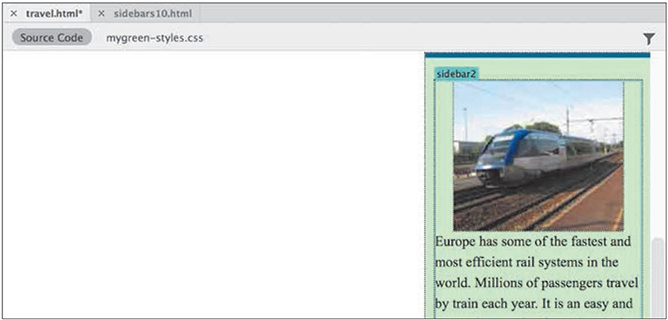 × travel.html* × sidebars10.html
Source Code mygreen-styles.css
sidebar2
Europe has some of the fastest and
most efficient rail systems in the
world. Millions of passengers travel
by train each year. It is an easy and